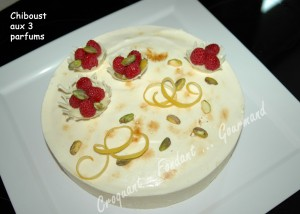 Chiboust
aux 3
parfums
Croquant Fondant ... Gourmand